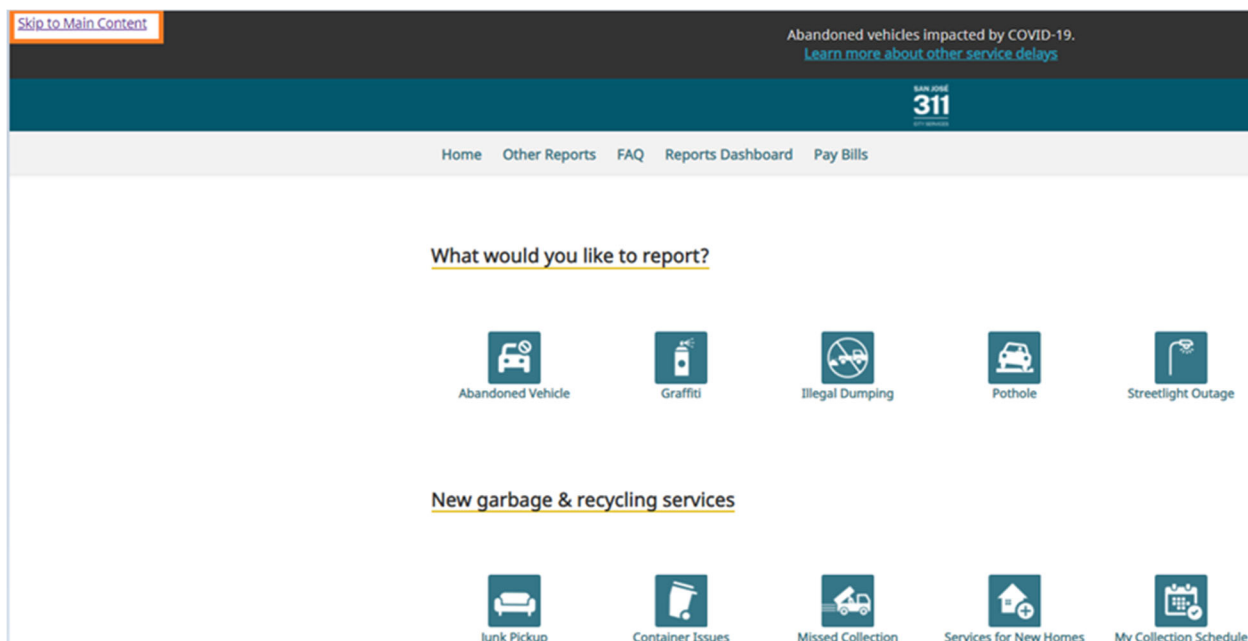 Skip to Main Content
Abandoned vehicles impacted by COVID-19.
Learn more about other service delays
SAN JOSÉ
311
CITY SERVICES
Home Other Reports FAQ Reports Dashboard Pay Bills
What would you like to report?
Abandoned Vehicle Graffiti Illegal Dumping Pothole Streetlight Outage
New garbage & recycling services
Junk Pickup Container Issues Missed Collection Services for New Homes My Collection Schedule